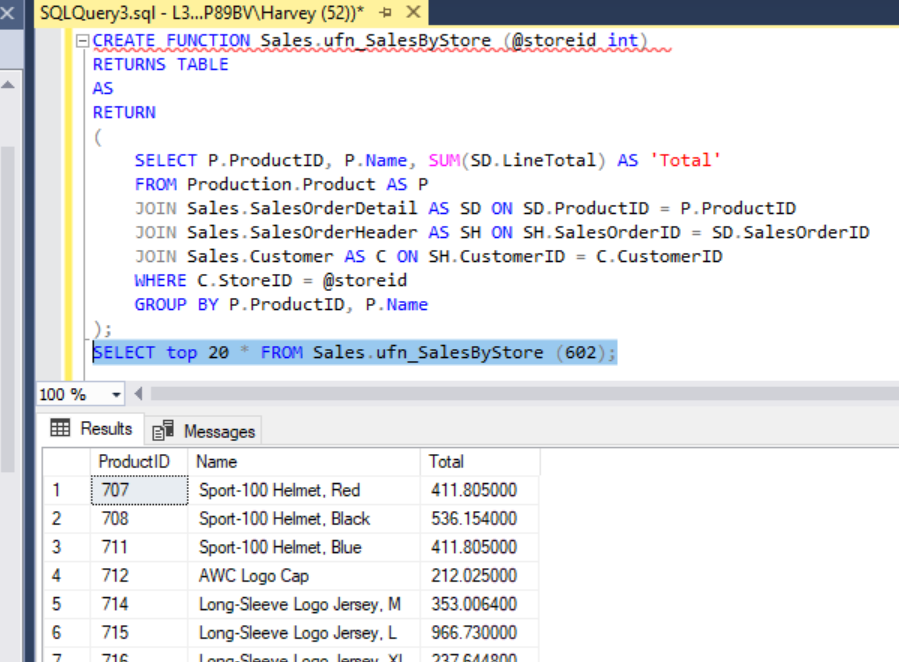 SQLQuery3.sql - L3...P89BV\Harvey (52))*
CREATE FUNCTION Sales.ufn_SalesByStore (@storeid int)
RETURNS TABLE
AS
RETURN
(
SELECT P.ProductID, P.Name, SUM(SD.LineTotal) AS 'Total'
FROM Production.Product AS P
JOIN Sales.SalesOrderDetail AS SD ON SD.ProductID = P.ProductID
JOIN Sales.SalesOrderHeader AS SH ON SH.SalesOrderID = SD.SalesOrderID
JOIN Sales.Customer AS C ON SH.CustomerID = C.CustomerID
WHERE C.StoreID = @storeid
GROUP BY P.ProductID, P.Name
);
SELECT top 20 * FROM Sales.ufn_SalesByStore (602);
100 %
Results Messages
ProductID Name Total
1 707 Sport-100 Helmet, Red 411.805000
2 708 Sport-100 Helmet, Black 536.154000
3 711 Sport-100 Helmet, Blue 411.805000
4 712 AWC Logo Cap 212.025000
5 714 Long-Sleeve Logo Jersey, M 353.006400
6 715 Long-Sleeve Logo Jersey, L 966.730000
7 716 Long-Sleeve Logo Jersey, XL 237.644800